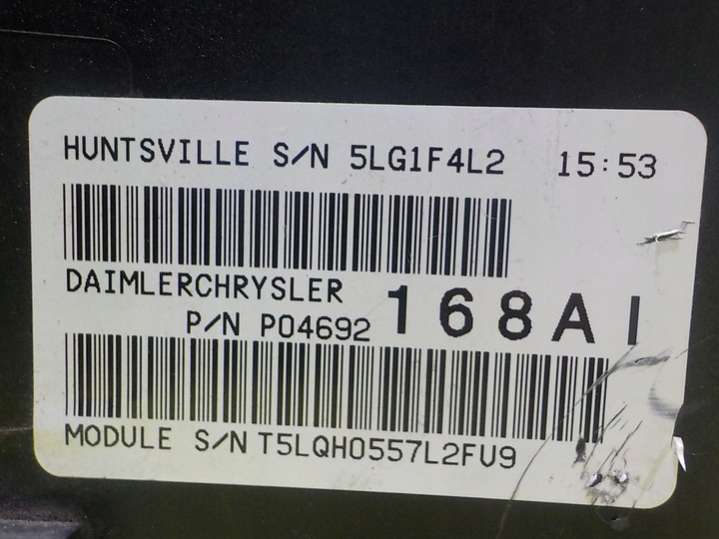 HUNTSVILLE S/N 5LG1F4L2 15:53
DAIMLERCHRYSLER
P/N P04692 168AI
MODULE S/N T5LQH0557L2FU9